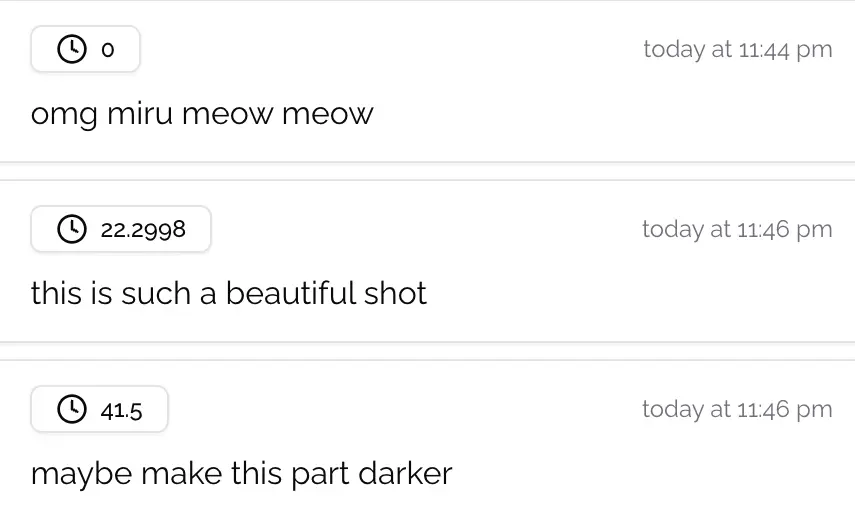 0 today at 11:44 pm
omg miru meow meow
22.2998 today at 11:46 pm
this is such a beautiful shot
41.5 today at 11:46 pm
maybe make this part darker